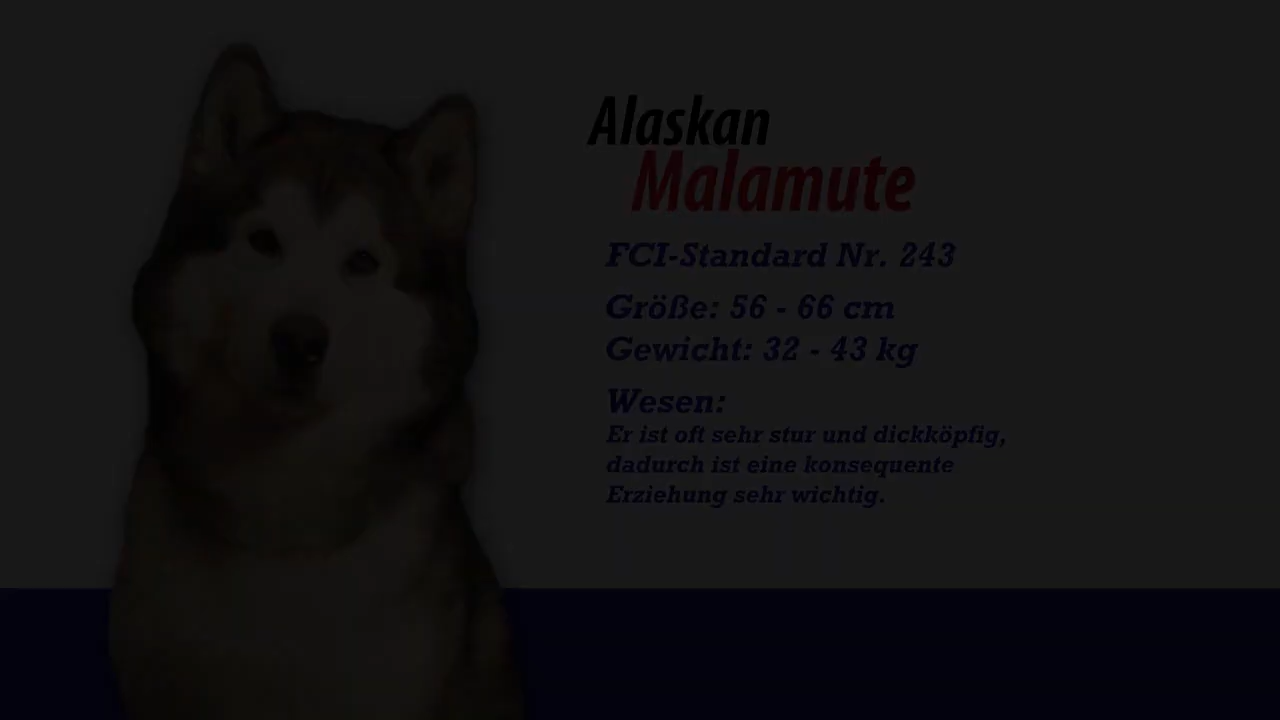 Alaskan
Malamute
FCI-Standard Nr. 243
Größe: 56 - 66 cm
Gewicht: 32 - 43 kg
Wesen:
Er ist oft sehr stur und dickköpfig,
dadurch ist eine konsequente
Erziehung sehr wichtig.